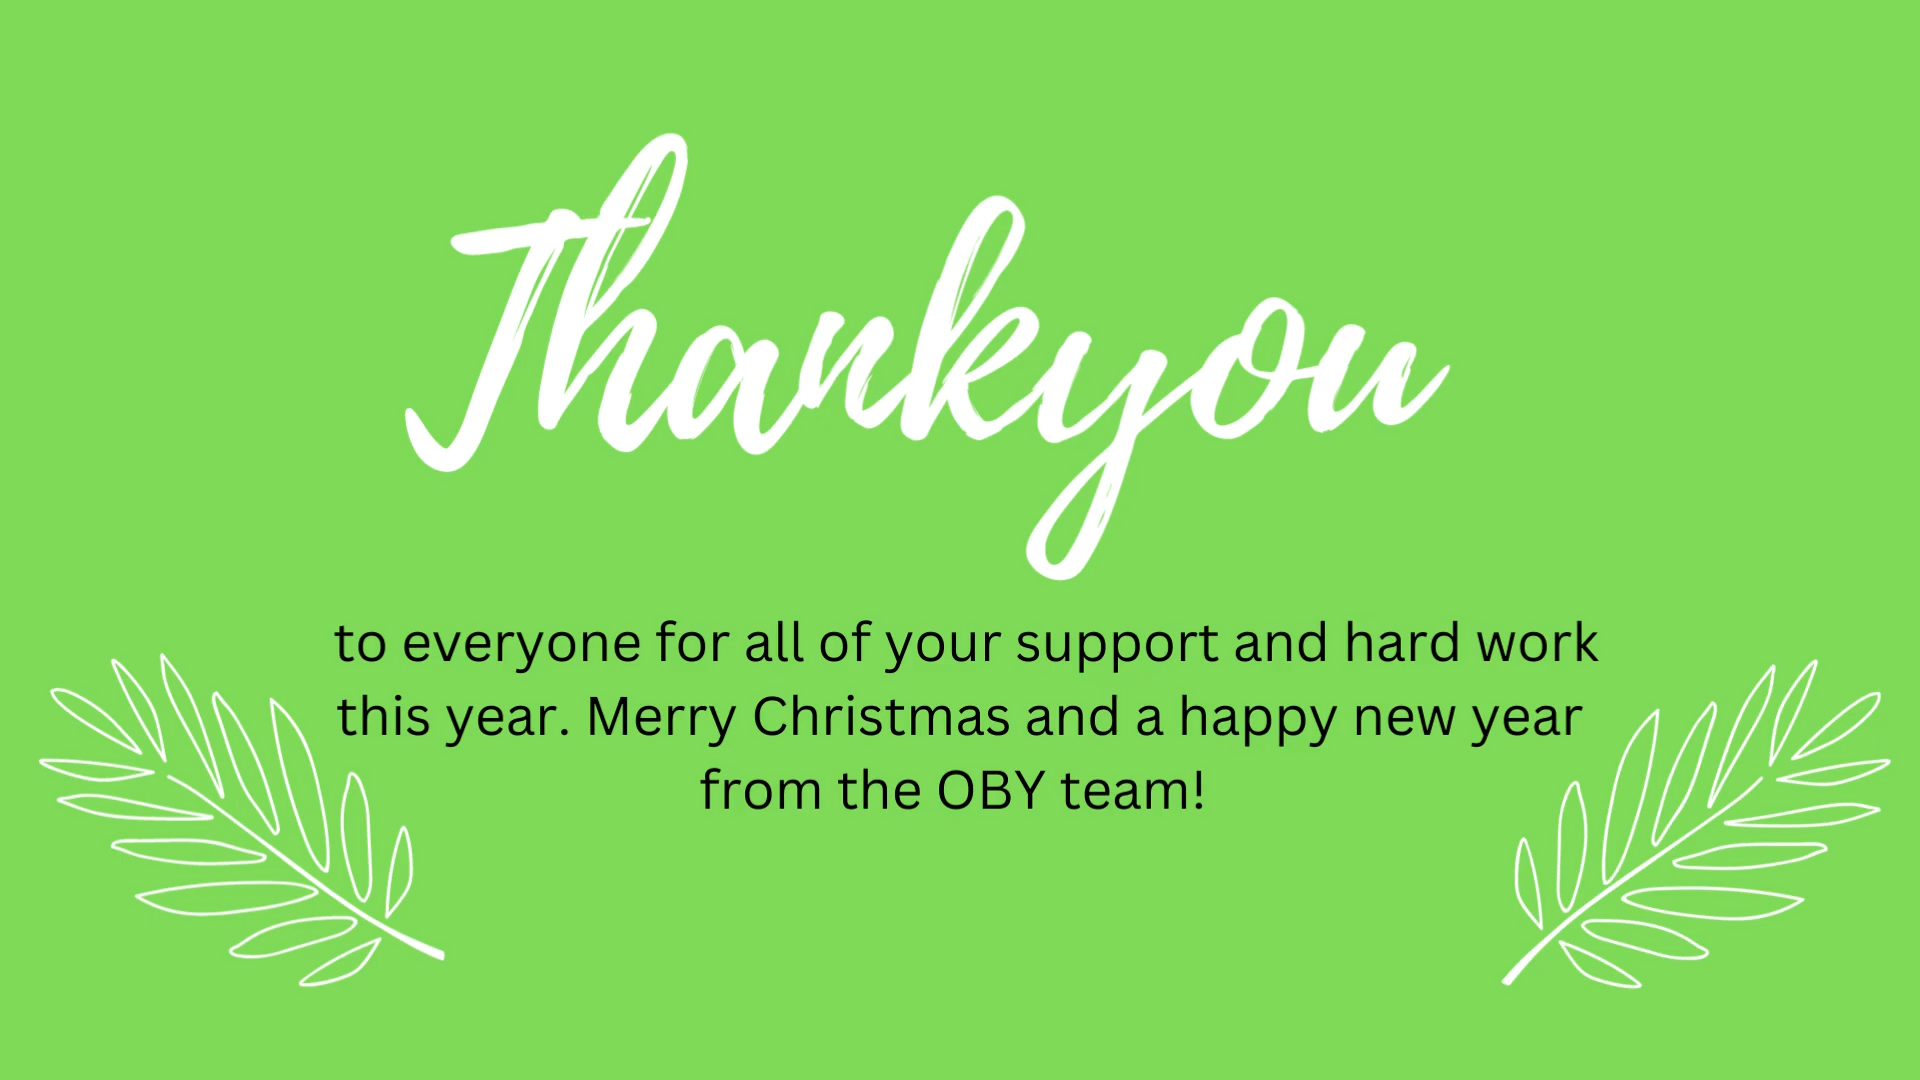 Thankyou
to everyone for all of your support and hard work
this year. Merry Christmas and a happy new year
from the OBY team!